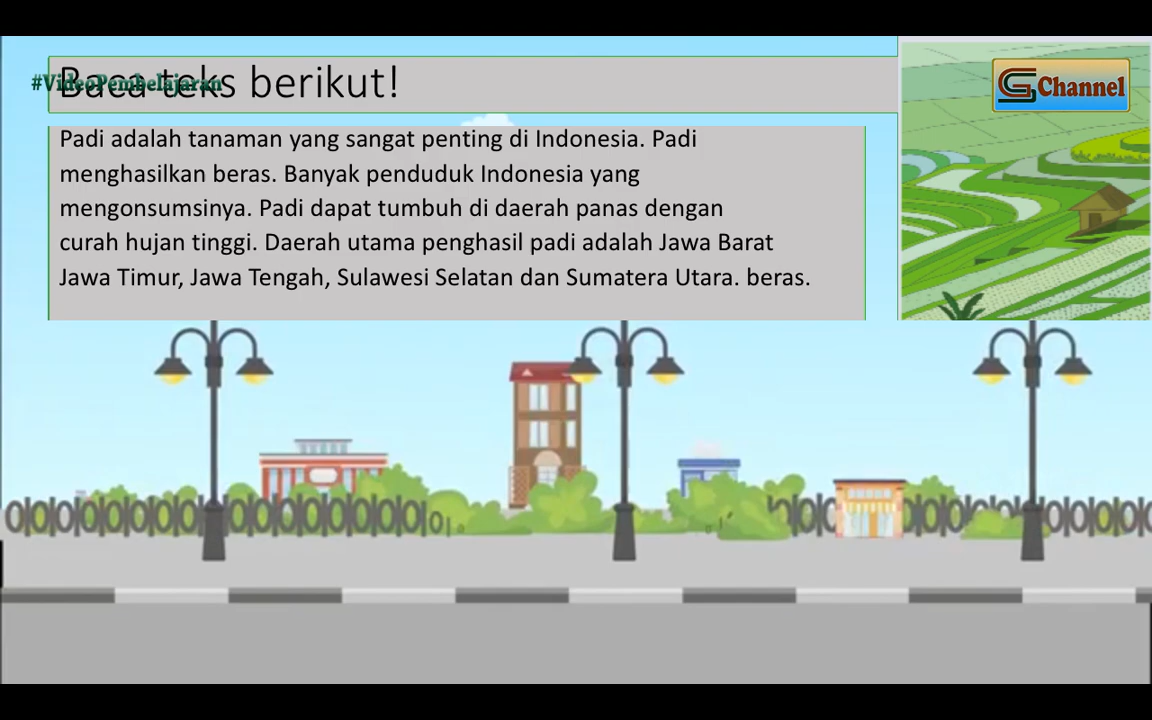 Baca teks berikut!
#VideoPembelajaran
GS Channel
Padi adalah tanaman yang sangat penting di Indonesia. Padi
menghasilkan beras. Banyak penduduk Indonesia yang
mengonsumsinya. Padi dapat tumbuh di daerah panas dengan
curah hujan tinggi. Daerah utama penghasil padi adalah Jawa Barat
Jawa Timur, Jawa Tengah, Sulawesi Selatan dan Sumatera Utara. beras.